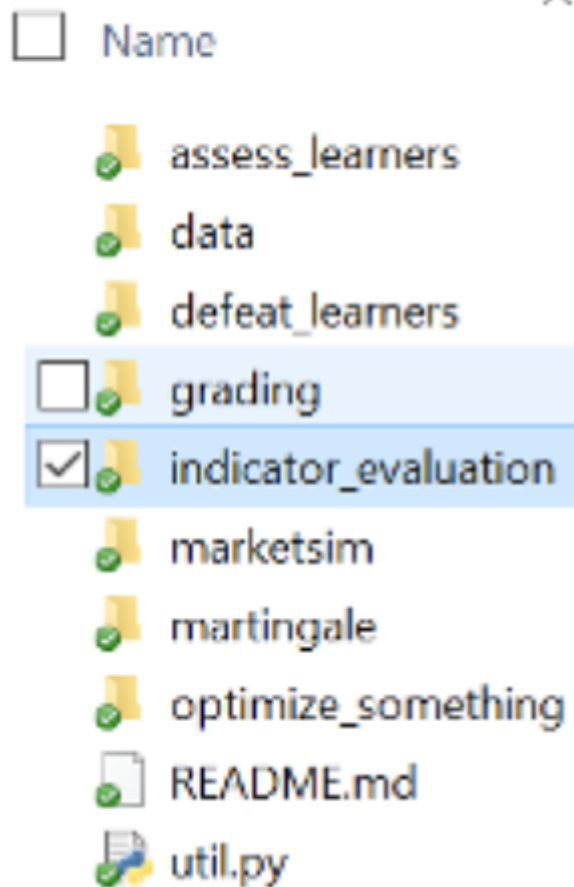 Name
assess_learners
data
defeat_learners
grading
indicator_evaluation
marketsim
martingale
optimize_something
README.md
util.py